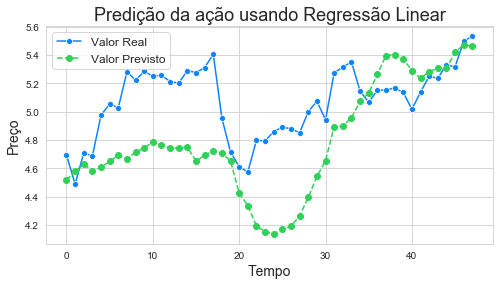 Predição da ação usando Regressão Linear
Valor Real
Valor Previsto
Preço
5.6
5.4
5.2
5.0
4.8
4.6
4.4
4.2
0
10
20
30
40
Tempo